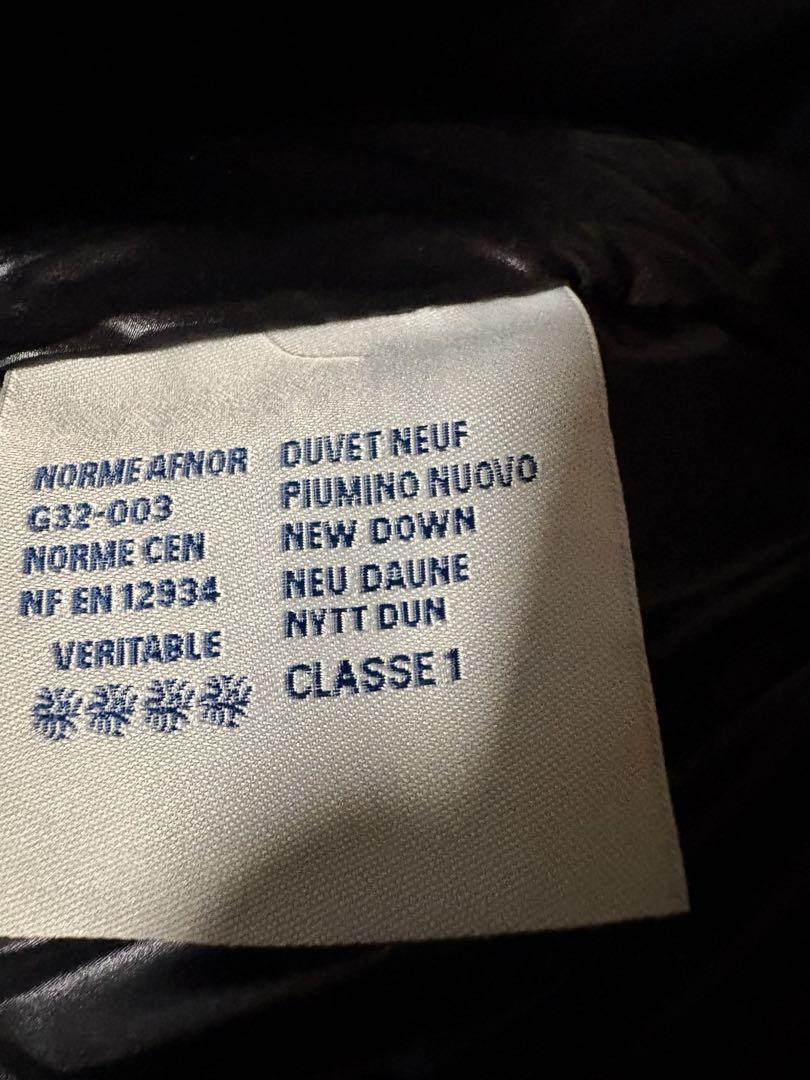 NORME AFNOR
G32-003
NORME CEN
NF EN 12934
VERITABLE
DUVET NEUF
PIUMINO NUOVO
NEW DOWN
NEU DAUNE
NYTT DUN
CLASSE 1